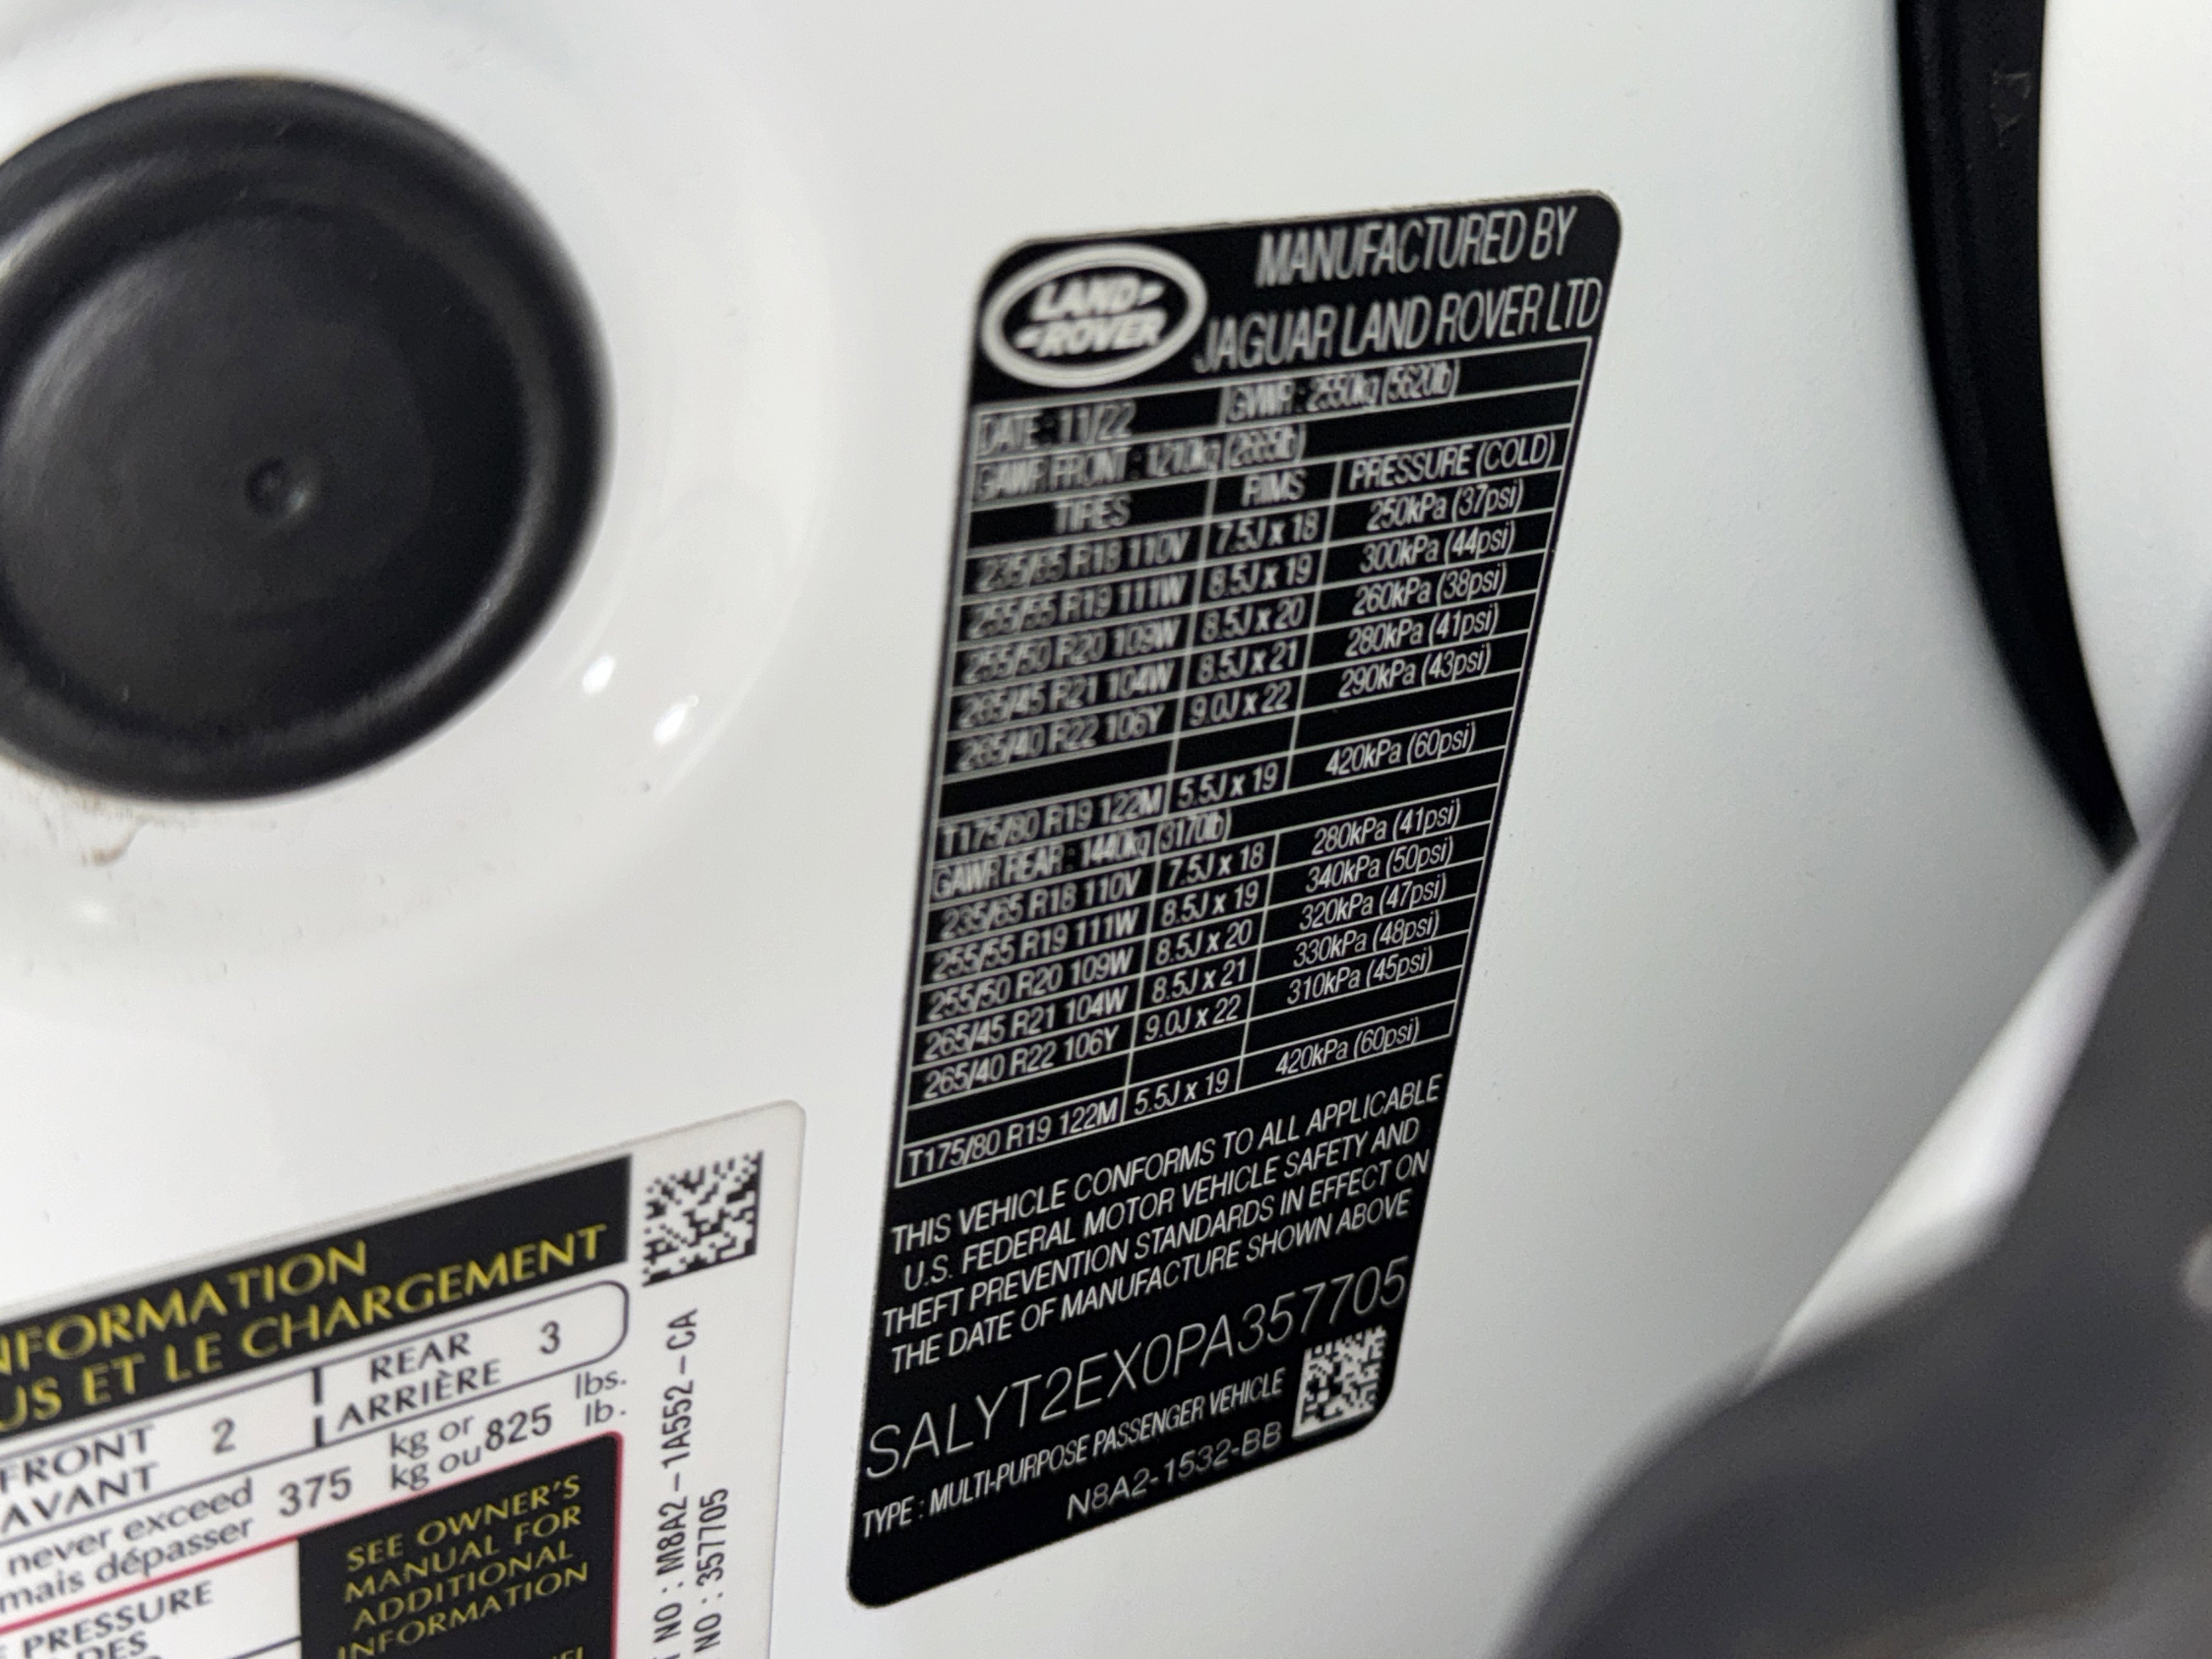 LAND-
-ROVER
MANUFACTURED BY
JAGUAR LAND ROVER LTD
DATE : 11/22 GVWR : 2550kg (5620lb)
GAWR FRONT : 1210kg (2665lb)
TIRES RIMS PRESSURE (COLD)
235/65 R18 110V 7.5J x 18 250kPa (37psi)
255/55 R19 111W 8.5J x 19 300kPa (44psi)
255/50 R20 109W 8.5J x 20 260kPa (38psi)
265/45 R21 104W 8.5J x 21 280kPa (41psi)
265/40 R22 106Y 9.0J x 22 290kPa (43psi)
T175/80 R19 122M 5.5J x 19 420kPa (60psi)
GAWR REAR : 1440kg (3170lb)
235/65 R18 110V 7.5J x 18 280kPa (41psi)
255/55 R19 111W 8.5J x 19 340kPa (50psi)
255/50 R20 109W 8.5J x 20 320kPa (47psi)
265/45 R21 104W 8.5J x 21 330kPa (48psi)
265/40 R22 106Y 9.0J x 22 310kPa (45psi)
T175/80 R19 122M 5.5J x 19 420kPa (60psi)
THIS VEHICLE CONFORMS TO ALL APPLICABLE
U.S. FEDERAL MOTOR VEHICLE SAFETY AND
THEFT PREVENTION STANDARDS IN EFFECT ON
THE DATE OF MANUFACTURE SHOWN ABOVE
SALYT2EX0PA357705
TYPE : MULTI-PURPOSE PASSENGER VEHICLE
N8A2-1532-BB
NFORMATION
US ET LE CHARGEMENT
FRONT 2 REAR 3
AVANT ARRIÈRE
never exceed 375 kg or 825 lbs.
mais dépasser kg ou lb.
PRESSURE
DES
SEE OWNER'S
MANUAL FOR
ADDITIONAL
INFORMATION
NO : M8A2-1A552-CA
NO : 357705